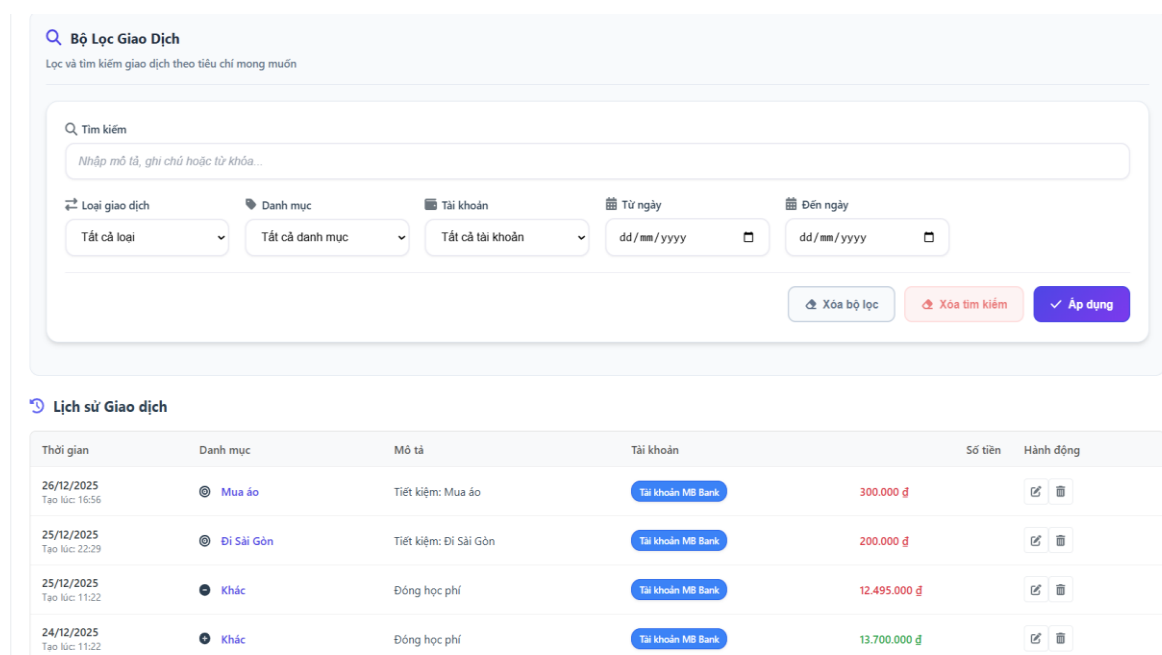 Bộ Lọc Giao Dịch
Lọc và tìm kiếm giao dịch theo tiêu chí mong muốn
Tìm kiếm
Nhập mô tả, ghi chú hoặc từ khóa...
Loại giao dịch Danh mục Tài khoản Từ ngày Đến ngày
Tất cả loại Tất cả danh mục Tất cả tài khoản dd/mm/yyyy dd/mm/yyyy
Xóa bộ lọc Xóa tìm kiếm Áp dụng
Lịch sử Giao dịch
Thời gian Danh mục Mô tả Tài khoản Số tiền Hành động
26/12/2025
Tạo lúc: 16:56
Mua áo Tiết kiệm: Mua áo Tài khoản MB Bank 300.000 ₫
25/12/2025
Tạo lúc: 22:29
Đi Sài Gòn Tiết kiệm: Đi Sài Gòn Tài khoản MB Bank 200.000 ₫
25/12/2025
Tạo lúc: 11:22
Khác Đóng học phí Tài khoản MB Bank 12.495.000 ₫
24/12/2025
Tạo lúc: 11:22
Khác Đóng học phí Tài khoản MB Bank 13.700.000 ₫